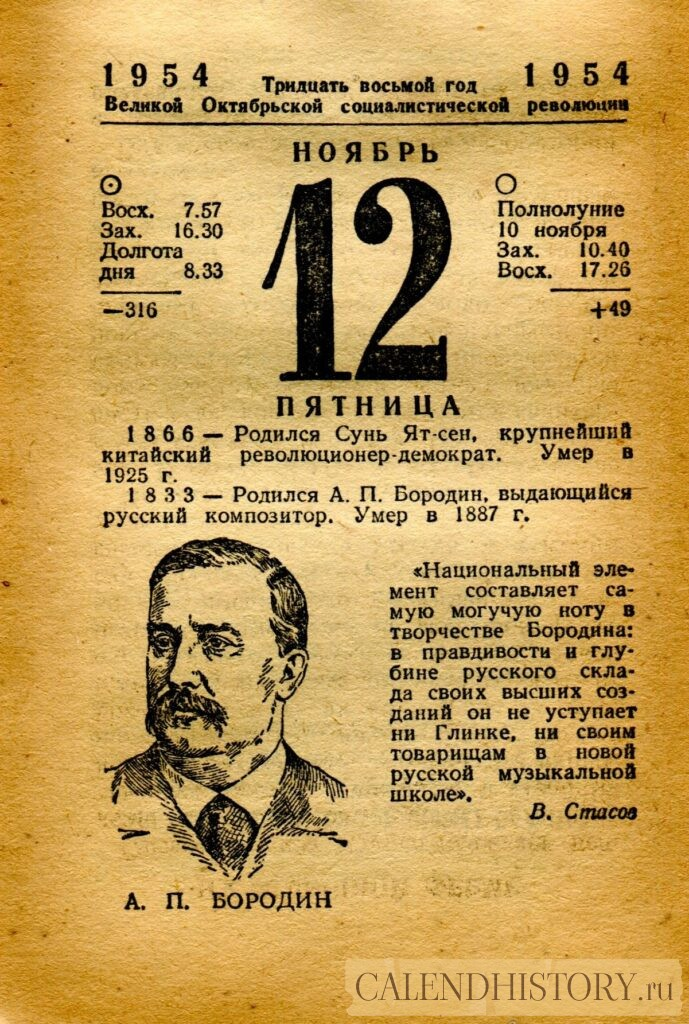 1954 Тридцать восьмой год 1954
Великой Октябрьской социалистической революции
НОЯБРЬ
Восх. 7.57
Зах. 16.30
Долгота
дня 8.33
—316
12
Полнолуние
10 ноября
Зах. 10.40
Восх. 17.26
+49
ПЯТНИЦА
1866 — Родился Сунь Ят-сен, крупнейший
китайский революционер-демократ. Умер в
1925 г.
1833 — Родился А. П. Бородин, выдающийся
русский композитор. Умер в 1887 г.
«Национальный эле-
мент составляет са-
мую могучую ноту в
творчестве Бородина:
в правдивости и глу-
бине русского скла-
да своих высших соз-
даний он не уступает
ни Глинке, ни своим
товарищам в новой
русской музыкальной
школе».
В. Стасов
А. П. БОРОДИН
CALENDHISTORY.ru